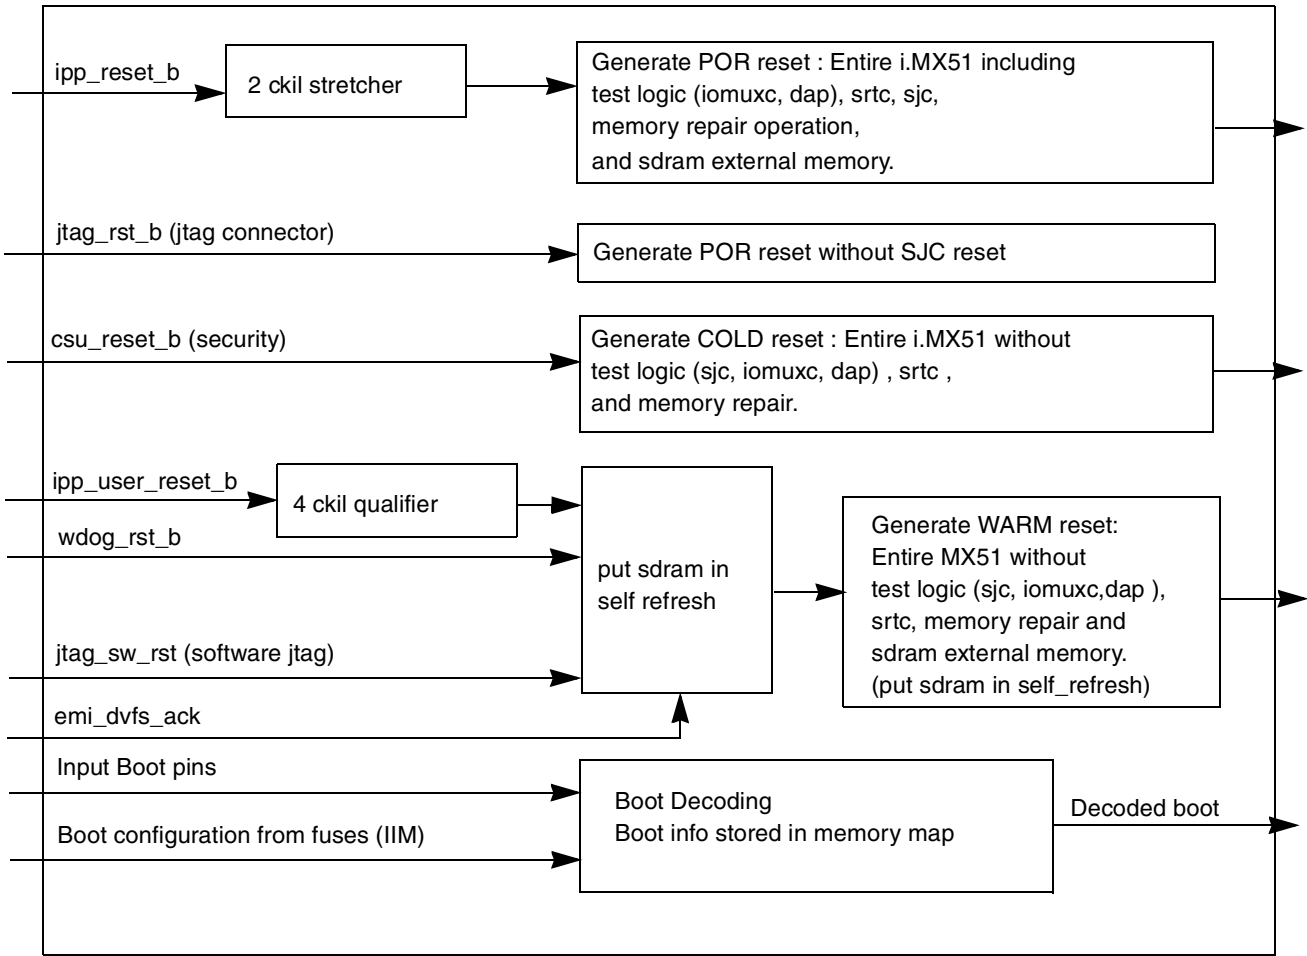 ipp_reset_b
2 ckil stretcher
Generate POR reset : Entire i.MX51 including
test logic (iomuxc, dap), srtc, sjc,
memory repair operation,
and sdram external memory.
jtag_rst_b (jtag connector)
Generate POR reset without SJC reset
csu_reset_b (security)
Generate COLD reset : Entire i.MX51 without
test logic (sjc, iomuxc, dap) , srtc ,
and memory repair.
ipp_user_reset_b
4 ckil qualifier
wdog_rst_b
put sdram in
self refresh
Generate WARM reset:
Entire MX51 without
test logic (sjc, iomuxc,dap ),
srtc, memory repair and
sdram external memory.
(put sdram in self_refresh)
jtag_sw_rst (software jtag)
emi_dvfs_ack
Input Boot pins
Boot Decoding
Boot info stored in memory map
Decoded boot
Boot configuration from fuses (IIM)